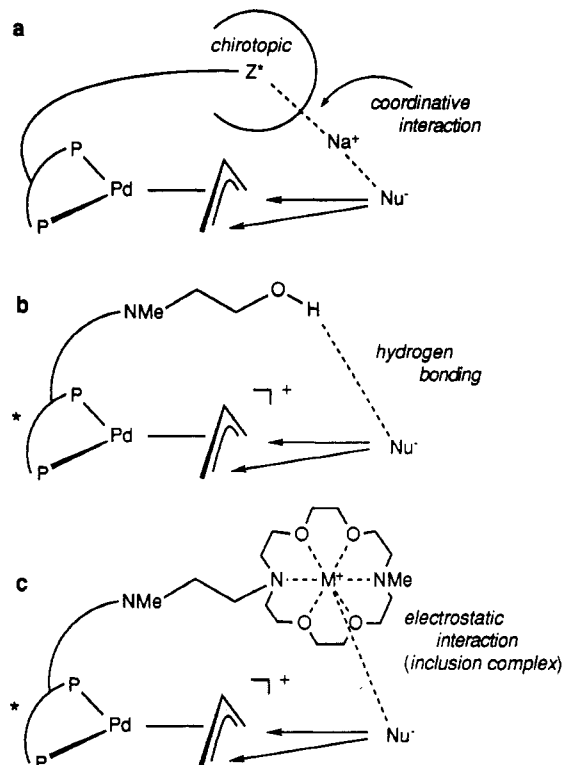 a
chirotopic
Z*
coordinative
interaction
Na⁺
P
Pd
Nu⁻
P
b
O
H
NMe
hydrogen
bonding
+
P
*
Pd
Nu⁻
P
c
O
O
NMe
N
M⁺
NMe
O
O
electrostatic
interaction
(inclusion complex)
+
P
*
Pd
Nu⁻
P